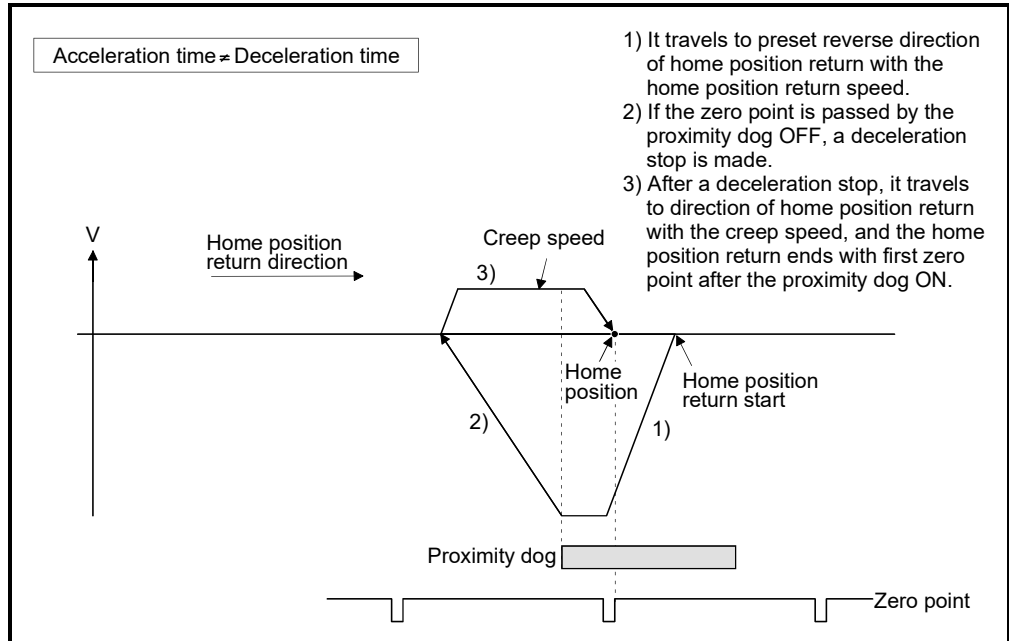 Acceleration time ≠ Deceleration time
1) It travels to preset reverse direction
of home position return with the
home position return speed.
2) If the zero point is passed by the
proximity dog OFF, a deceleration
stop is made.
3) After a deceleration stop, it travels
to direction of home position return
with the creep speed, and the home
position return ends with first zero
point after the proximity dog ON.
V
Home position
return direction
Creep speed
3)
Home
position
Home position
return start
2)
1)
Proximity dog
Zero point